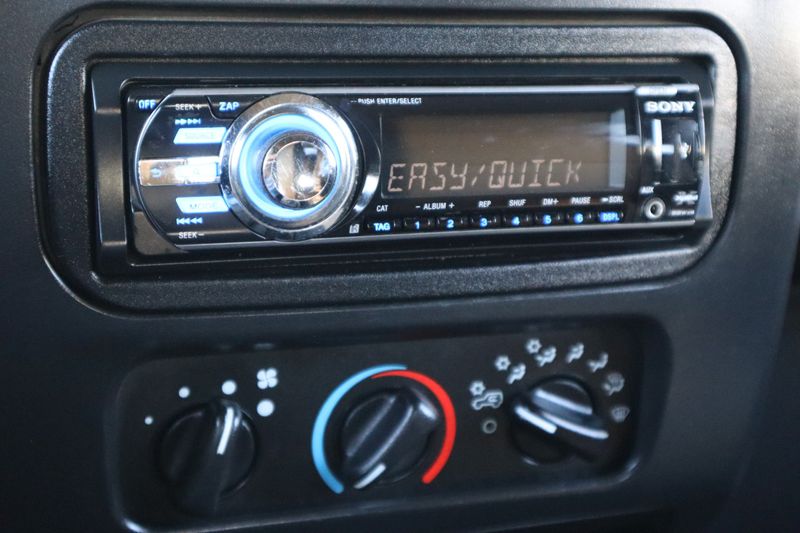 OFF SEEK + ZAP PUSH ENTER/SELECT SONY
EASY/QUICK
MODE
SEEK −
AUX
CAT − ALBUM + REP SHUF DM+ PAUSE SCRL
TAG 1 2 3 4 5 6 DSPL